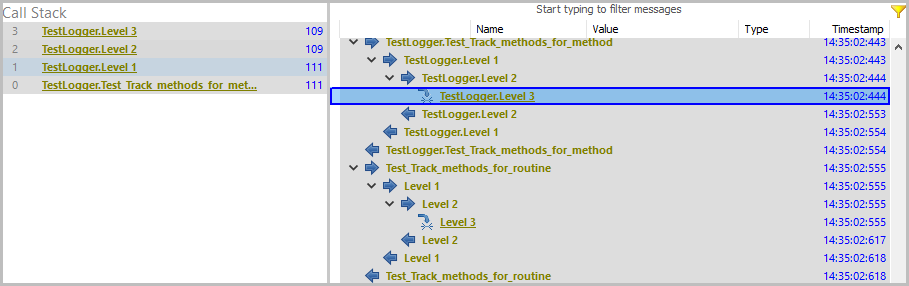 Call Stack
3 TestLogger.Level 3 109
2 TestLogger.Level 2 109
1 TestLogger.Level 1 111
0 TestLogger.Test_Track_methods_for_met... 111
Start typing to filter messages
Name Value Type Timestamp
TestLogger.Test_Track_methods_for_method 14:35:02:443
TestLogger.Level 1 14:35:02:443
TestLogger.Level 2 14:35:02:444
TestLogger.Level 3 14:35:02:444
TestLogger.Level 2 14:35:02:553
TestLogger.Level 1 14:35:02:554
TestLogger.Test_Track_methods_for_method 14:35:02:554
Test_Track_methods_for_routine 14:35:02:555
Level 1 14:35:02:555
Level 2 14:35:02:555
Level 3 14:35:02:555
Level 2 14:35:02:617
Level 1 14:35:02:618
Test_Track_methods_for_routine 14:35:02:618